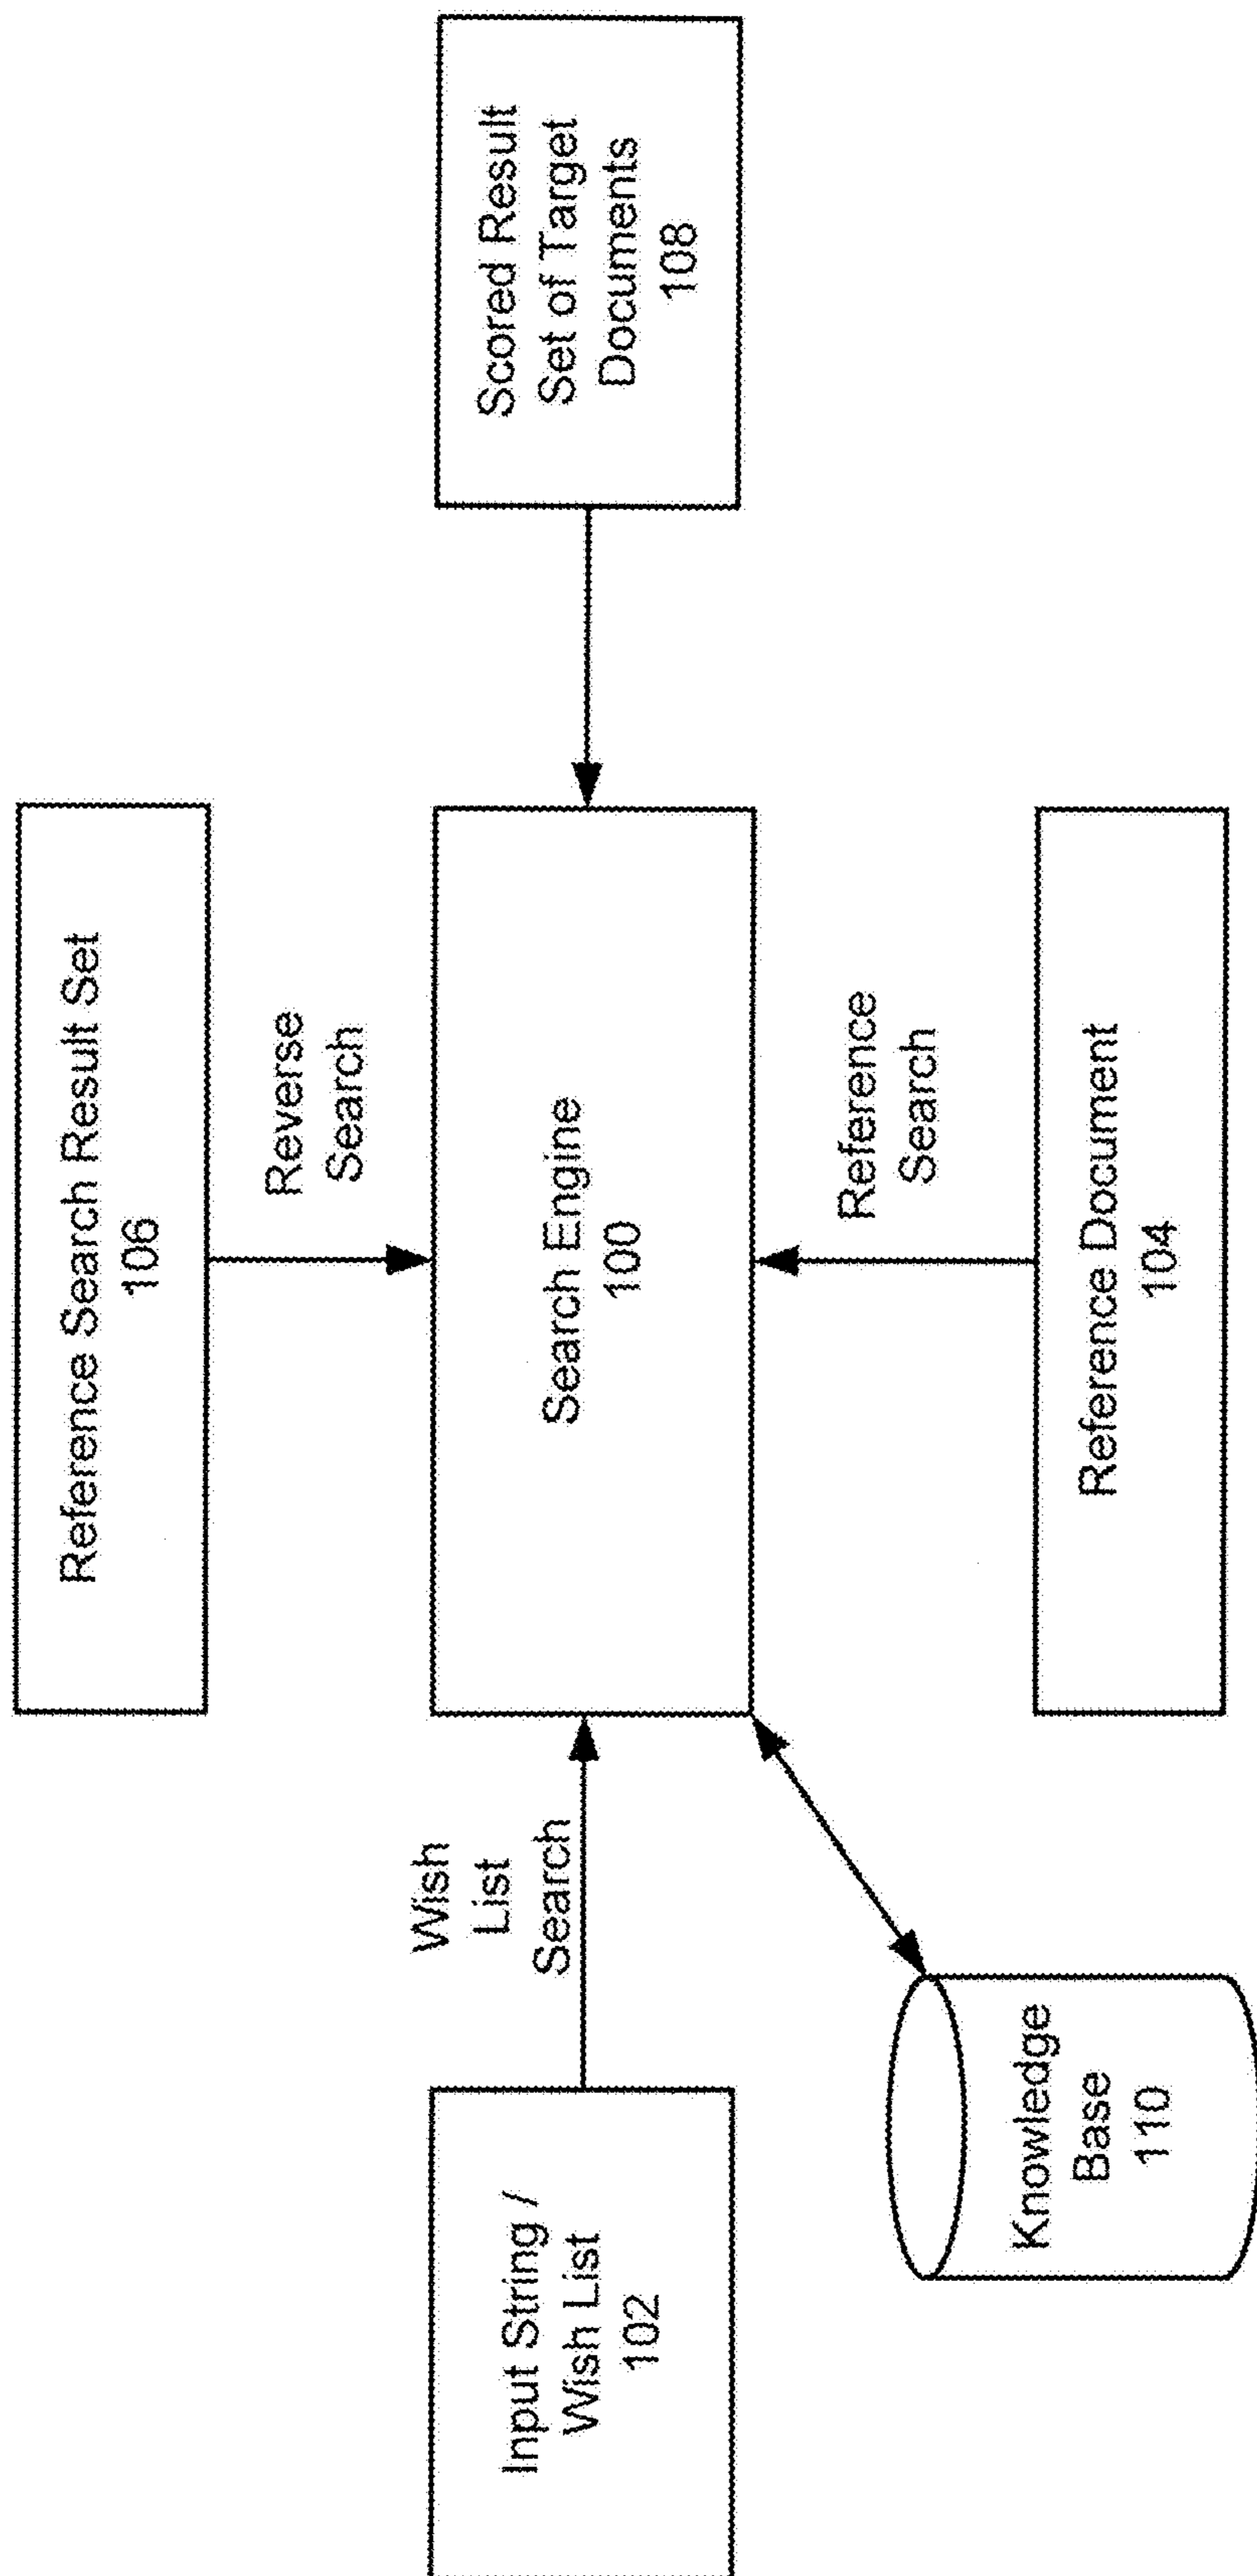 Reference Search Result Set
106
Reverse
Search
Input String /
Wish List
102
Wish
List
Search
Search Engine
100
Scored Result
Set of Target
Documents
108
Reference
Search
Knowledge
Base
110
Reference Document
104